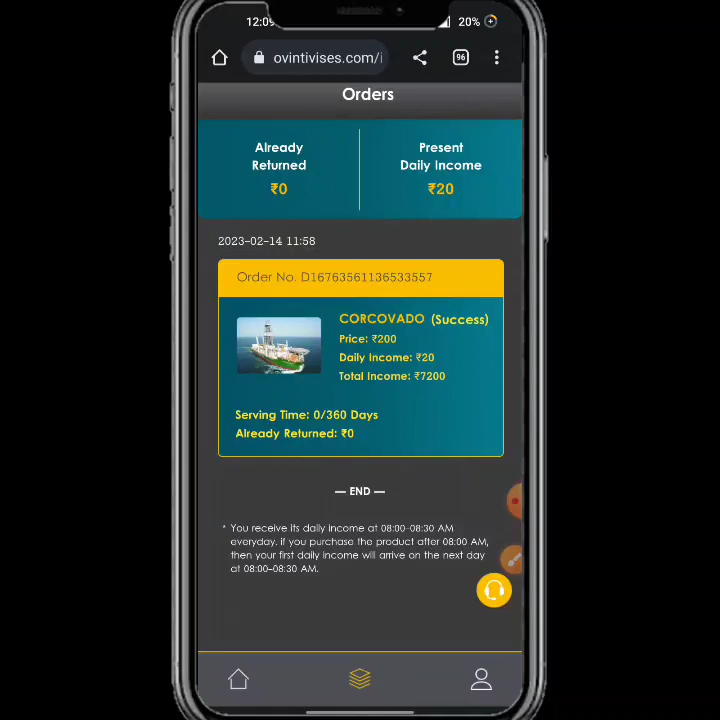 12:09
20%
ovintivises.com/i
96
Orders
Already
Returned
₹0
Present
Daily Income
₹20
2023-02-14 11:58
Order No. D16763561136533557
CORCOVADO (Success)
Price: ₹200
Daily Income: ₹20
Total Income: ₹7200
Serving Time: 0/360 Days
Already Returned: ₹0
— END —
* You receive its daily income at 08:00-08:30 AM
everyday, if you purchase the product after 08:00 AM,
then your first daily income will arrive on the next day
at 08:00-08:30 AM.